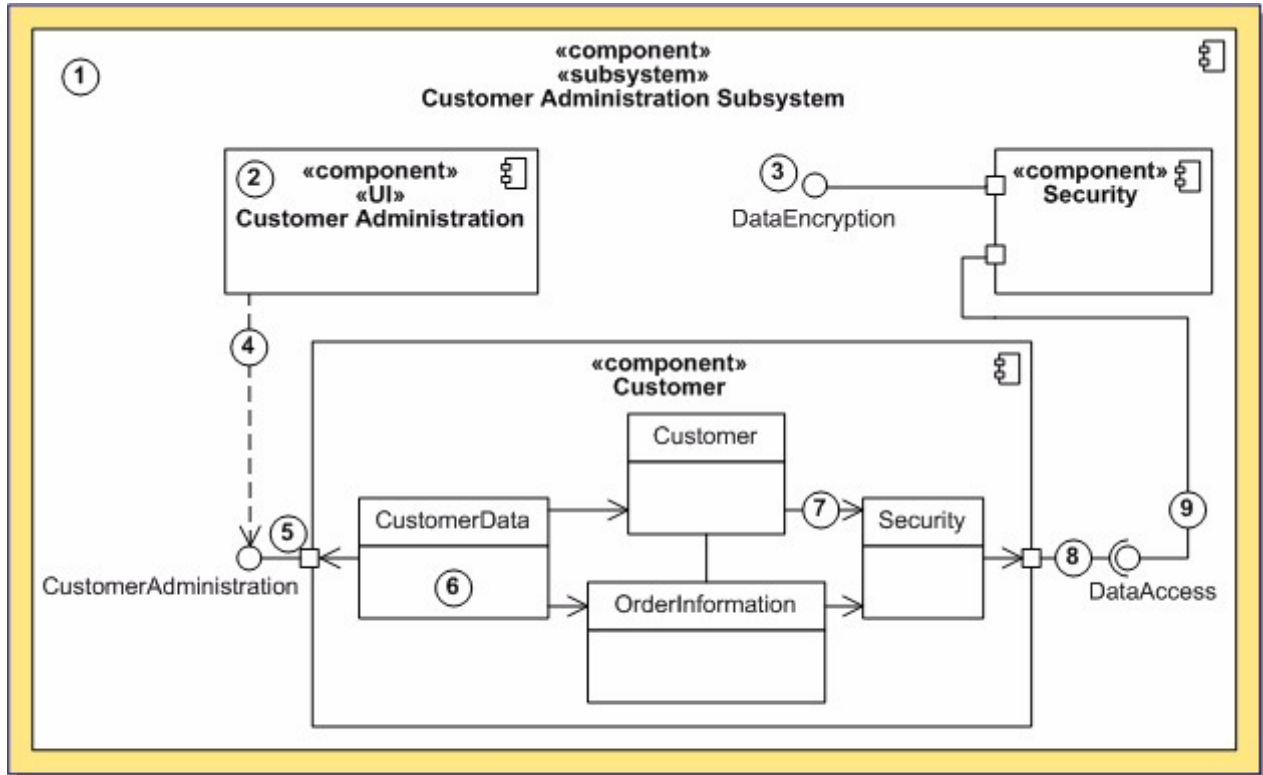 «component»
«subsystem»
Customer Administration Subsystem
1
2
«component»
«UI»
Customer Administration
3
DataEncryption
«component»
Security
4
«component»
Customer
Customer
5
CustomerData
7
Security
9
CustomerAdministration
6
OrderInformation
8
DataAccess